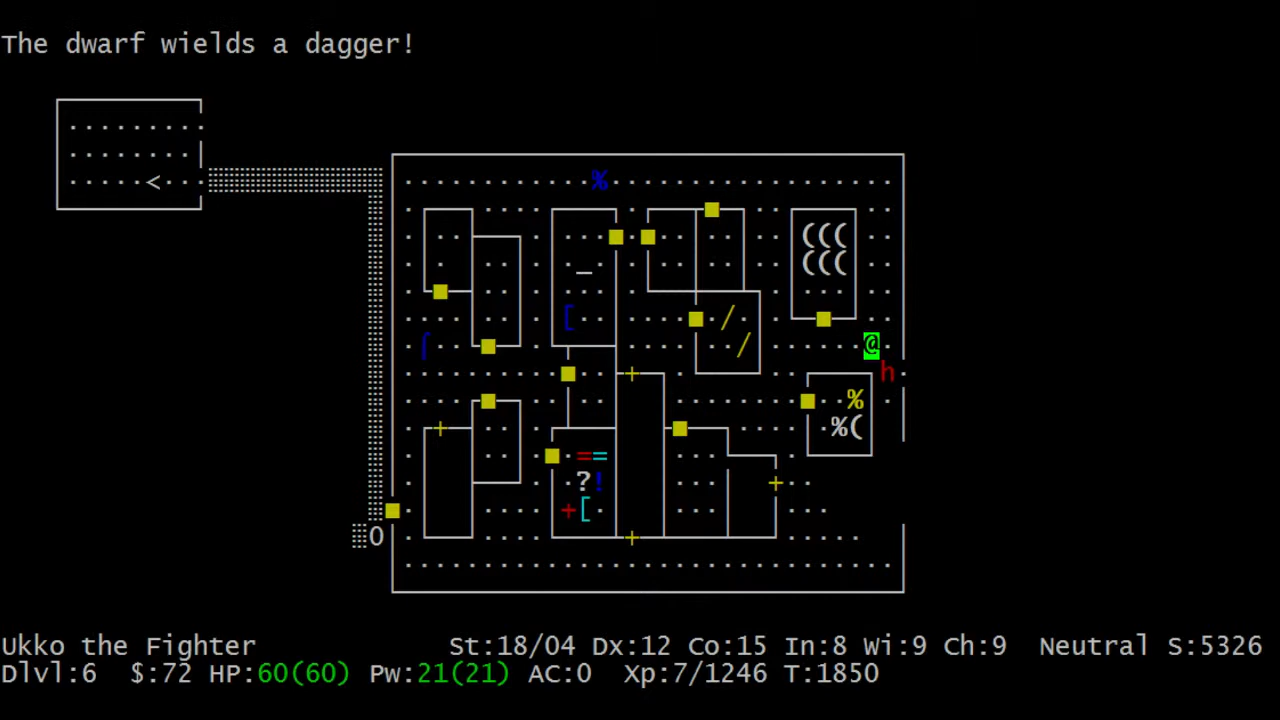 The dwarf wields a dagger!
Ukko the Fighter St:18/04 Dx:12 Co:15 In:8 Wi:9 Ch:9 Neutral S:5326
Dlvl:6 $:72 HP:60(60) Pw:21(21) AC:0 Xp:7/1246 T:1850